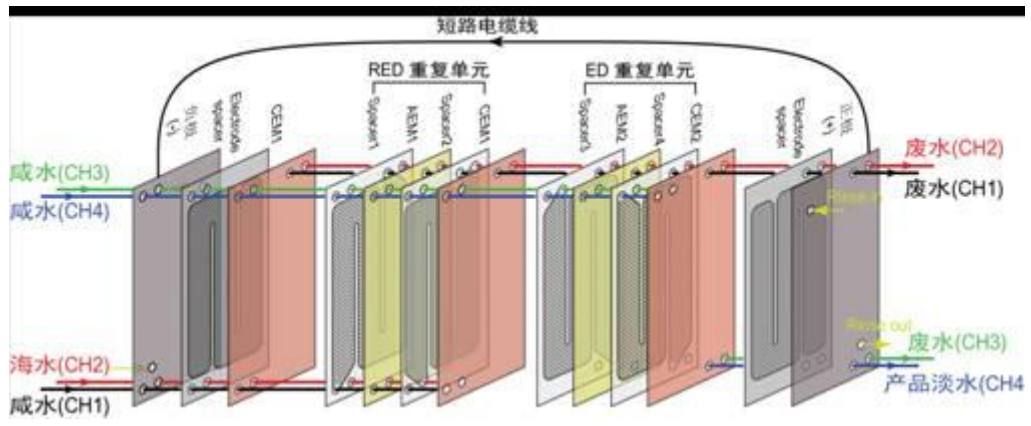 短路电缆线
RED 重复单元
ED 重复单元
负极
(-)
Electrode
spacer
CEM1
Spacer1
AEM1
Spacer2
CEM1
Spacer3
AEM2
Spacer4
CEM2
Electrode
spacer
正极
(+)
咸水(CH3)
咸水(CH4)
废水(CH2)
废水(CH1)
Rinse in
海水(CH2)
咸水(CH1)
Rinse out
废水(CH3)
产品淡水(CH4